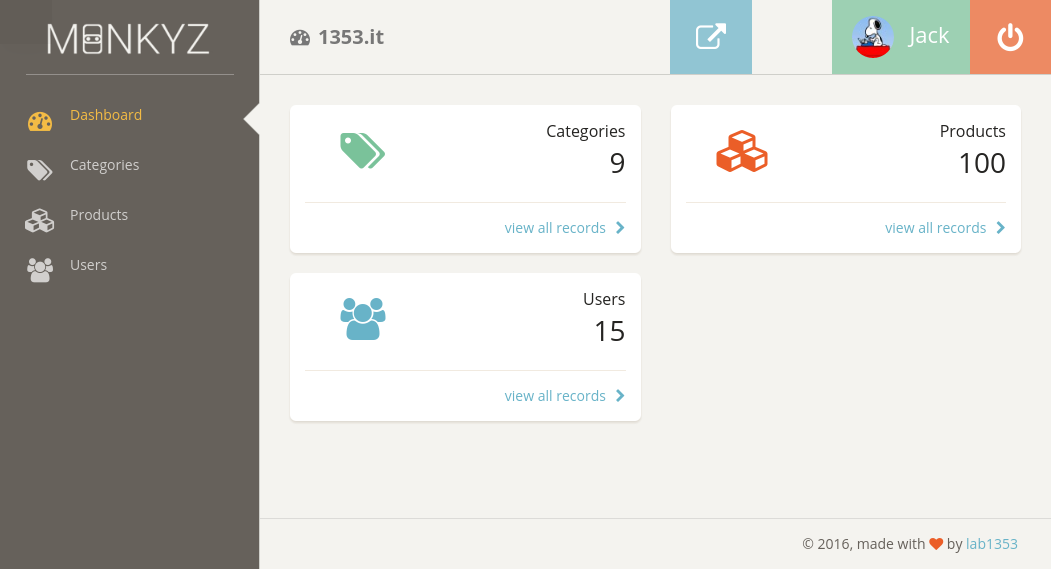 MONKYZ
Dashboard
Categories
Products
Users
1353.it
Jack
Categories
9
view all records
Products
100
view all records
Users
15
view all records
© 2016, made with by lab1353